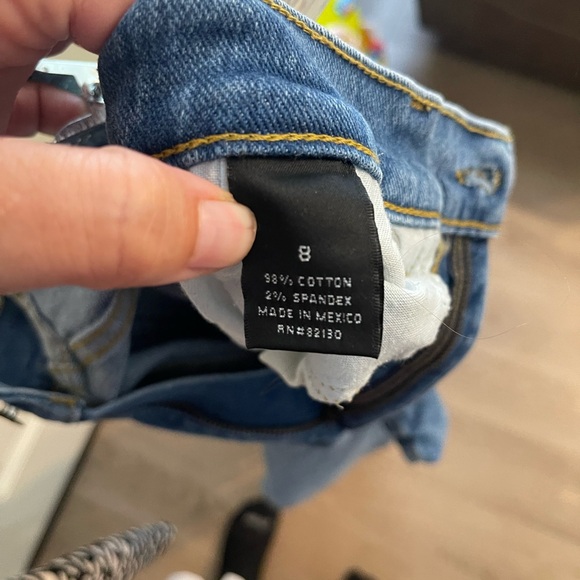 8
98% COTTON
2% SPANDEX
MADE IN MEXICO
RN#82130